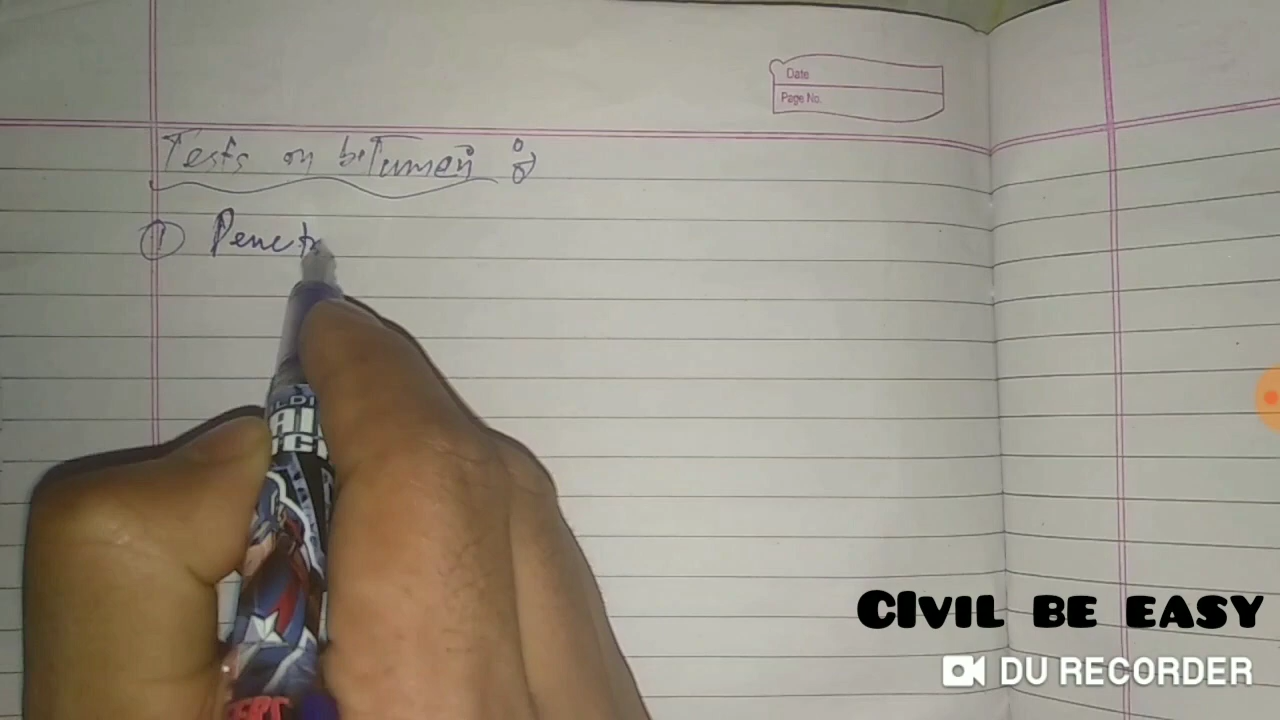 Date
Page No.
Tests on bitumen :
① Penetr
CIVIL BE EASY
DU RECORDER